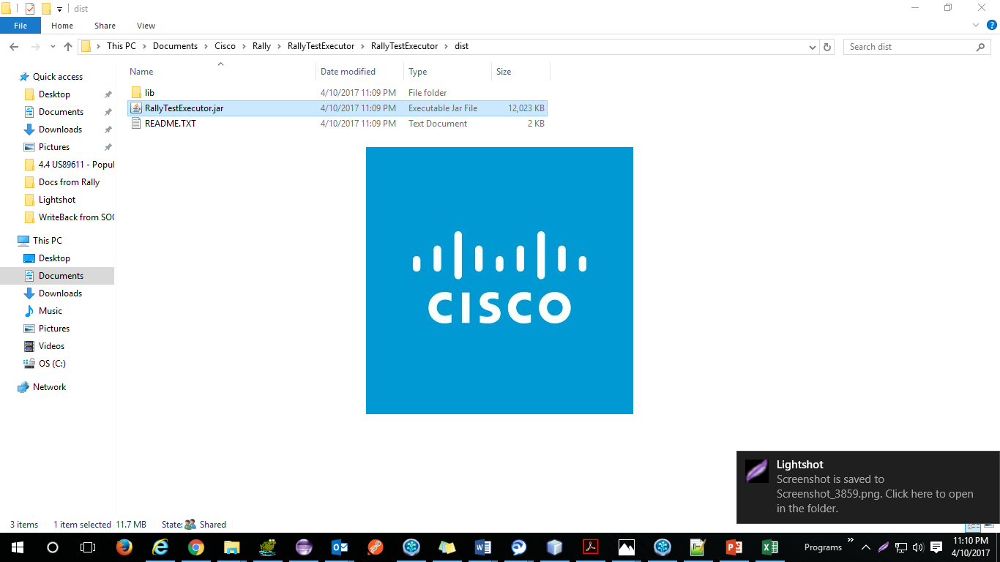 dist
File Home Share View
This PC Documents Cisco Rally RallyTestExecutor RallyTestExecutor dist
Search dist
Name Date modified Type Size
lib 4/10/2017 11:09 PM File folder
RallyTestExecutor.jar 4/10/2017 11:09 PM Executable Jar File 12,023 KB
README.TXT 4/10/2017 11:09 PM Text Document 2 KB
Quick access
Desktop
Documents
Downloads
Pictures
4.4 US89611 - Popul
Docs from Rally
Lightshot
WriteBack from SOC
This PC
Desktop
Documents
Downloads
Music
Pictures
Videos
OS (C:)
Network
CISCO
Lightshot
Screenshot is saved to
Screenshot_3859.png. Click here to open
in the folder.
3 items 1 item selected 11.7 MB State: Shared
Programs
11:10 PM
4/10/2017